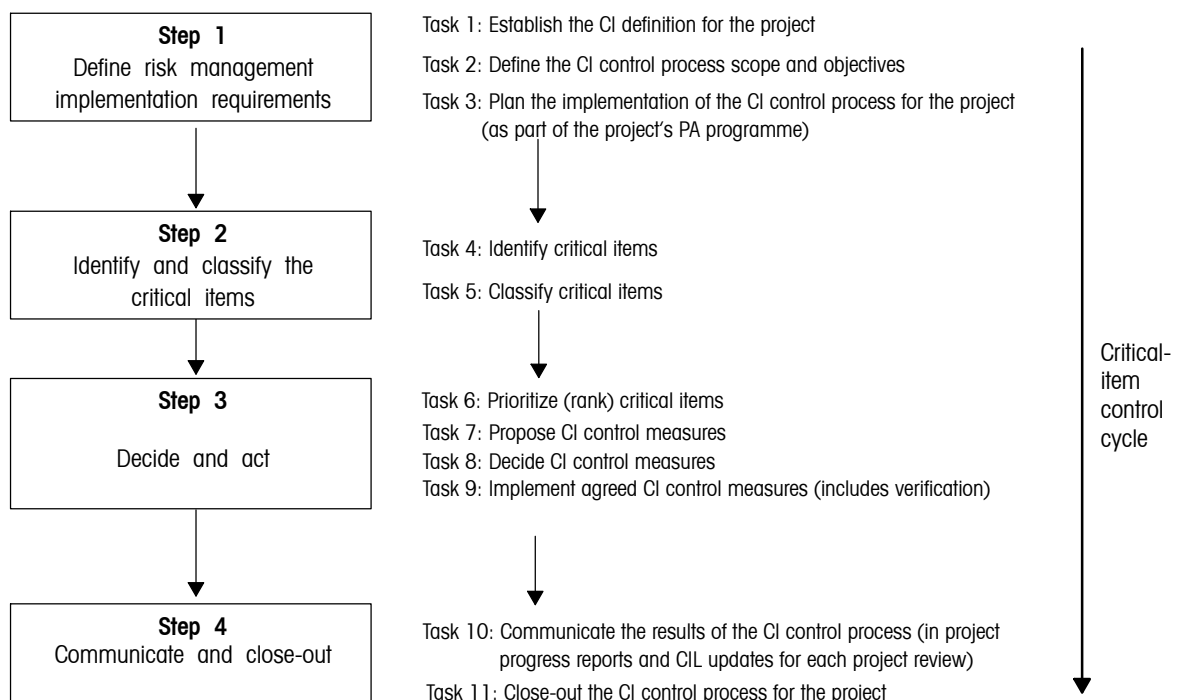 Step 1
Define risk management
implementation requirements
Task 1: Establish the CI definition for the project
Task 2: Define the CI control process scope and objectives
Task 3: Plan the implementation of the CI control process for the project
(as part of the project's PA programme)
Step 2
Identify and classify the
critical items
Task 4: Identify critical items
Task 5: Classify critical items
Step 3
Decide and act
Task 6: Prioritize (rank) critical items
Task 7: Propose CI control measures
Task 8: Decide CI control measures
Task 9: Implement agreed CI control measures (includes verification)
Step 4
Communicate and close-out
Task 10: Communicate the results of the CI control process (in project
progress reports and CIL updates for each project review)
Task 11: Close-out the CI control process for the project
Critical-
item
control
cycle